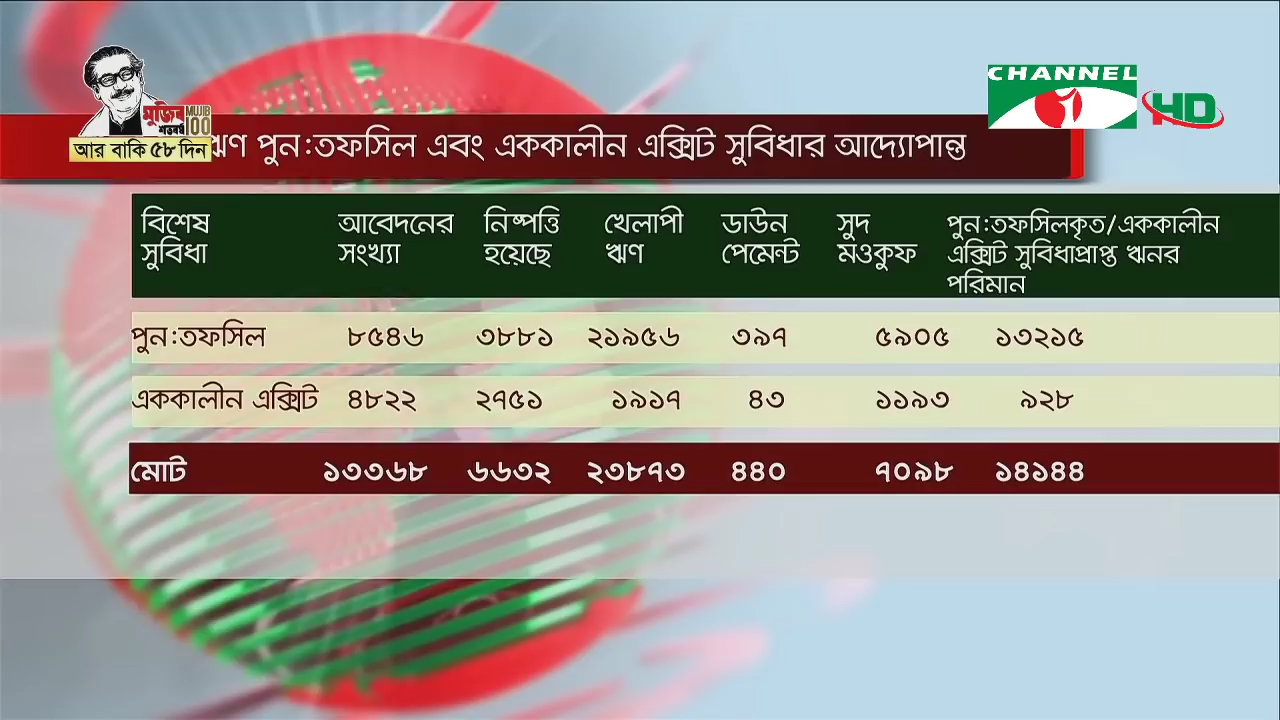 CHANNEL
i
HD
মুজিব
শতবর্ষ
MUJIB
100
আর বাকি ৫৮ দিন
ঋণ পুন:তফসিল এবং এককালীন এক্সিট সুবিধার আদ্যোপান্ত
বিশেষ সুবিধা
আবেদনের সংখ্যা
নিষ্পত্তি হয়েছে
খেলাপী ঋণ
ডাউন পেমেন্ট
সুদ মওকুফ
পুন:তফসিলকৃত/এককালীন
এক্সিট সুবিধাপ্রাপ্ত ঋনর
পরিমান
পুন:তফসিল ৮৫৪৬ ৩৮৮১ ২১৯৫৬ ৩৯৭ ৫৯০৫ ১৩২১৫
এককালীন এক্সিট ৪৮২২ ২৭৫১ ১৯১৭ ৪৩ ১১৯৩ ৯২৮
মোট ১৩৩৬৮ ৬৬৩২ ২৩৮৭৩ ৪৪০ ৭০৯৮ ১৪১৪৪